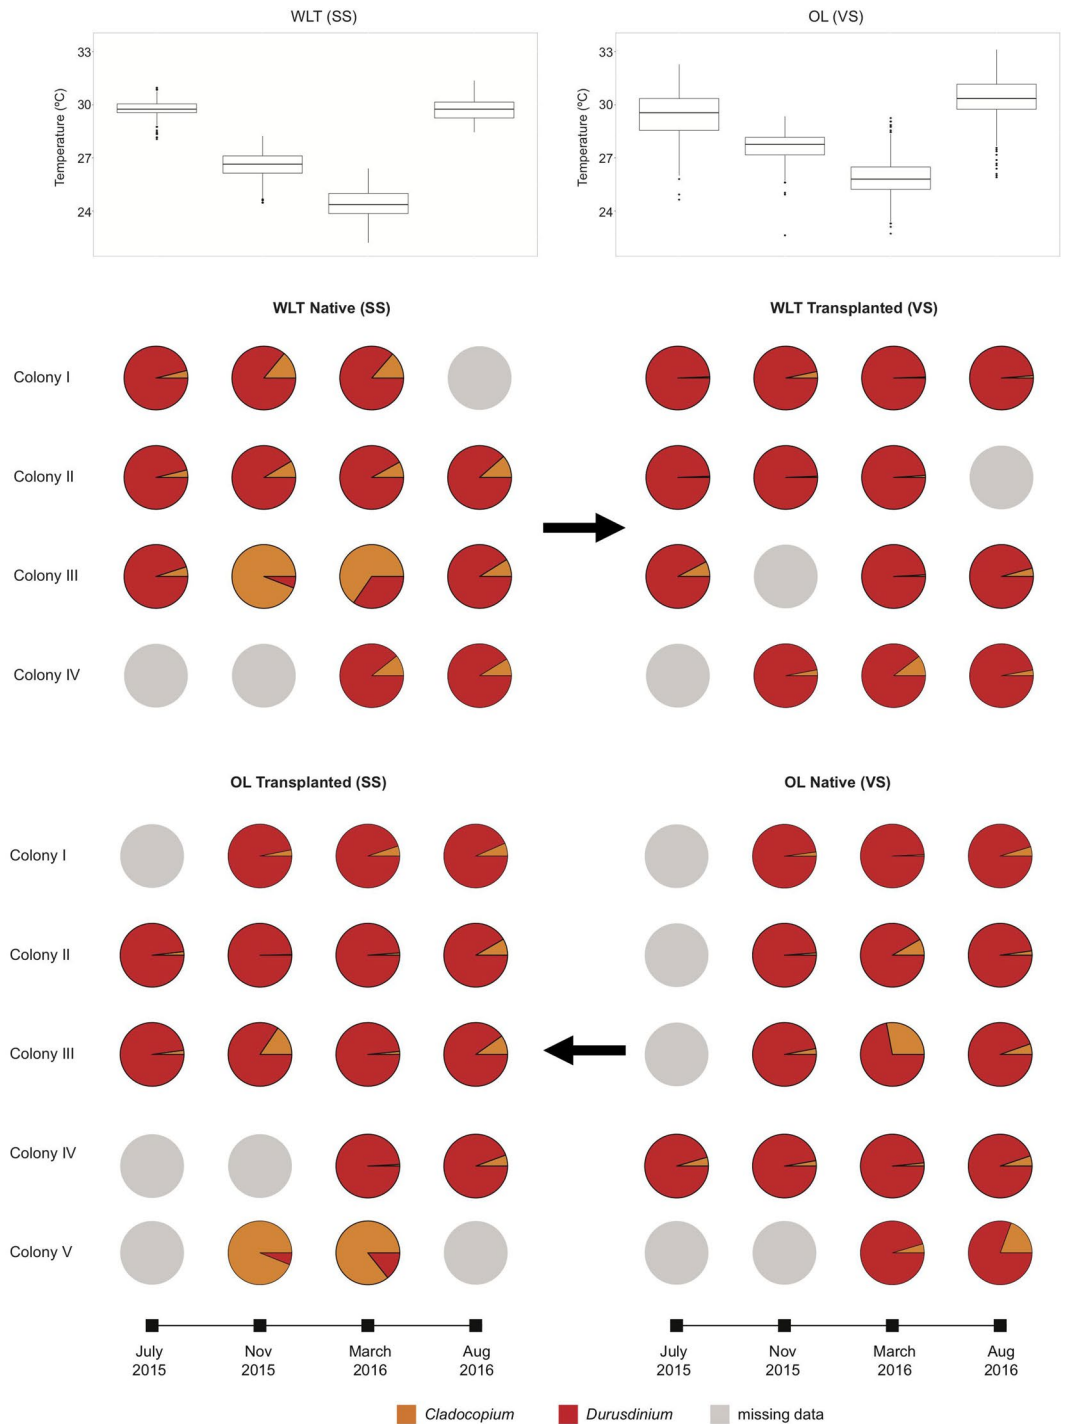 WLT (SS)
OL (VS)
Temperature (ºC)
33
30
27
24
Temperature (ºC)
33
30
27
24
WLT Native (SS)
WLT Transplanted (VS)
Colony I
Colony II
Colony III
Colony IV
OL Transplanted (SS)
OL Native (VS)
Colony I
Colony II
Colony III
Colony IV
Colony V
July
2015
Nov
2015
March
2016
Aug
2016
July
2015
Nov
2015
March
2016
Aug
2016
Cladocopium
Durusdinium
missing data